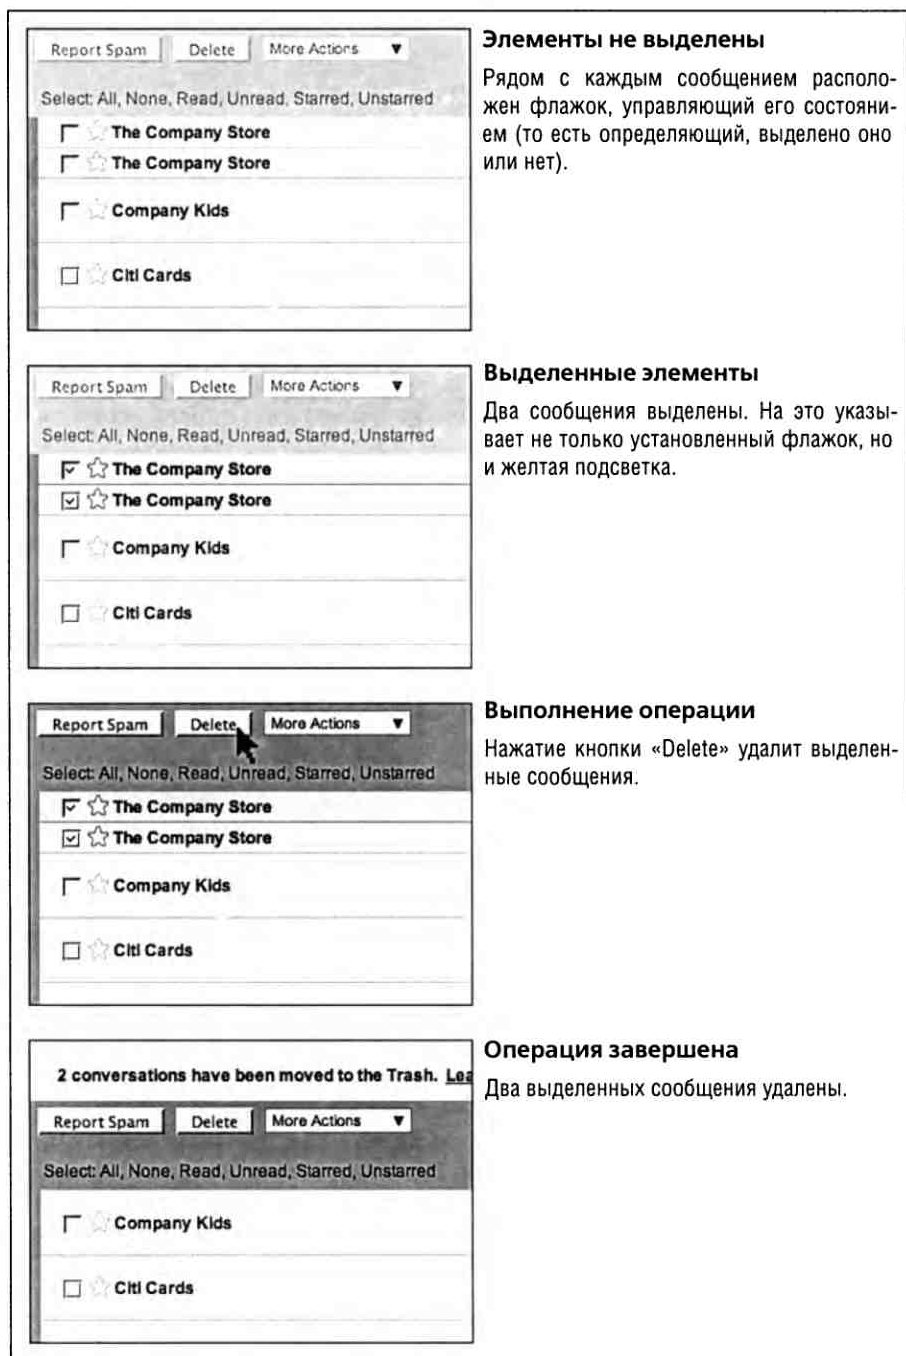 Report Spam Delete More Actions ▼
Select: All, None, Read, Unread, Starred, Unstarred
The Company Store
The Company Store
Company Kids
Citi Cards
Элементы не выделены
Рядом с каждым сообщением располо-
жен флажок, управляющий его состояни-
ем (то есть определяющий, выделено оно
или нет).
Report Spam Delete More Actions ▼
Select: All, None, Read, Unread, Starred, Unstarred
The Company Store
The Company Store
Company Kids
Citi Cards
Выделенные элементы
Два сообщения выделены. На это указы-
вает не только установленный флажок, но
и желтая подсветка.
Report Spam Delete More Actions ▼
Select: All, None, Read, Unread, Starred, Unstarred
The Company Store
The Company Store
Company Kids
Citi Cards
Выполнение операции
Нажатие кнопки «Delete» удалит выделен-
ные сообщения.
2 conversations have been moved to the Trash. Lea
Report Spam Delete More Actions ▼
Select: All, None, Read, Unread, Starred, Unstarred
Company Kids
Citi Cards
Операция завершена
Два выделенных сообщения удалены.